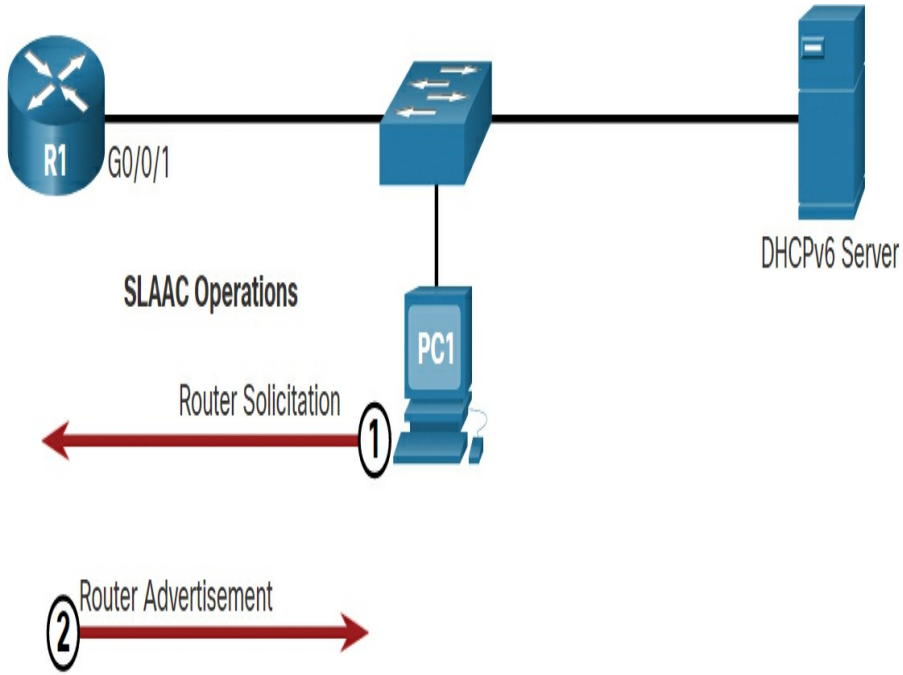 R1
G0/0/1
DHCPv6 Server
SLAAC Operations
PC1
Router Solicitation
1
Router Advertisement
2